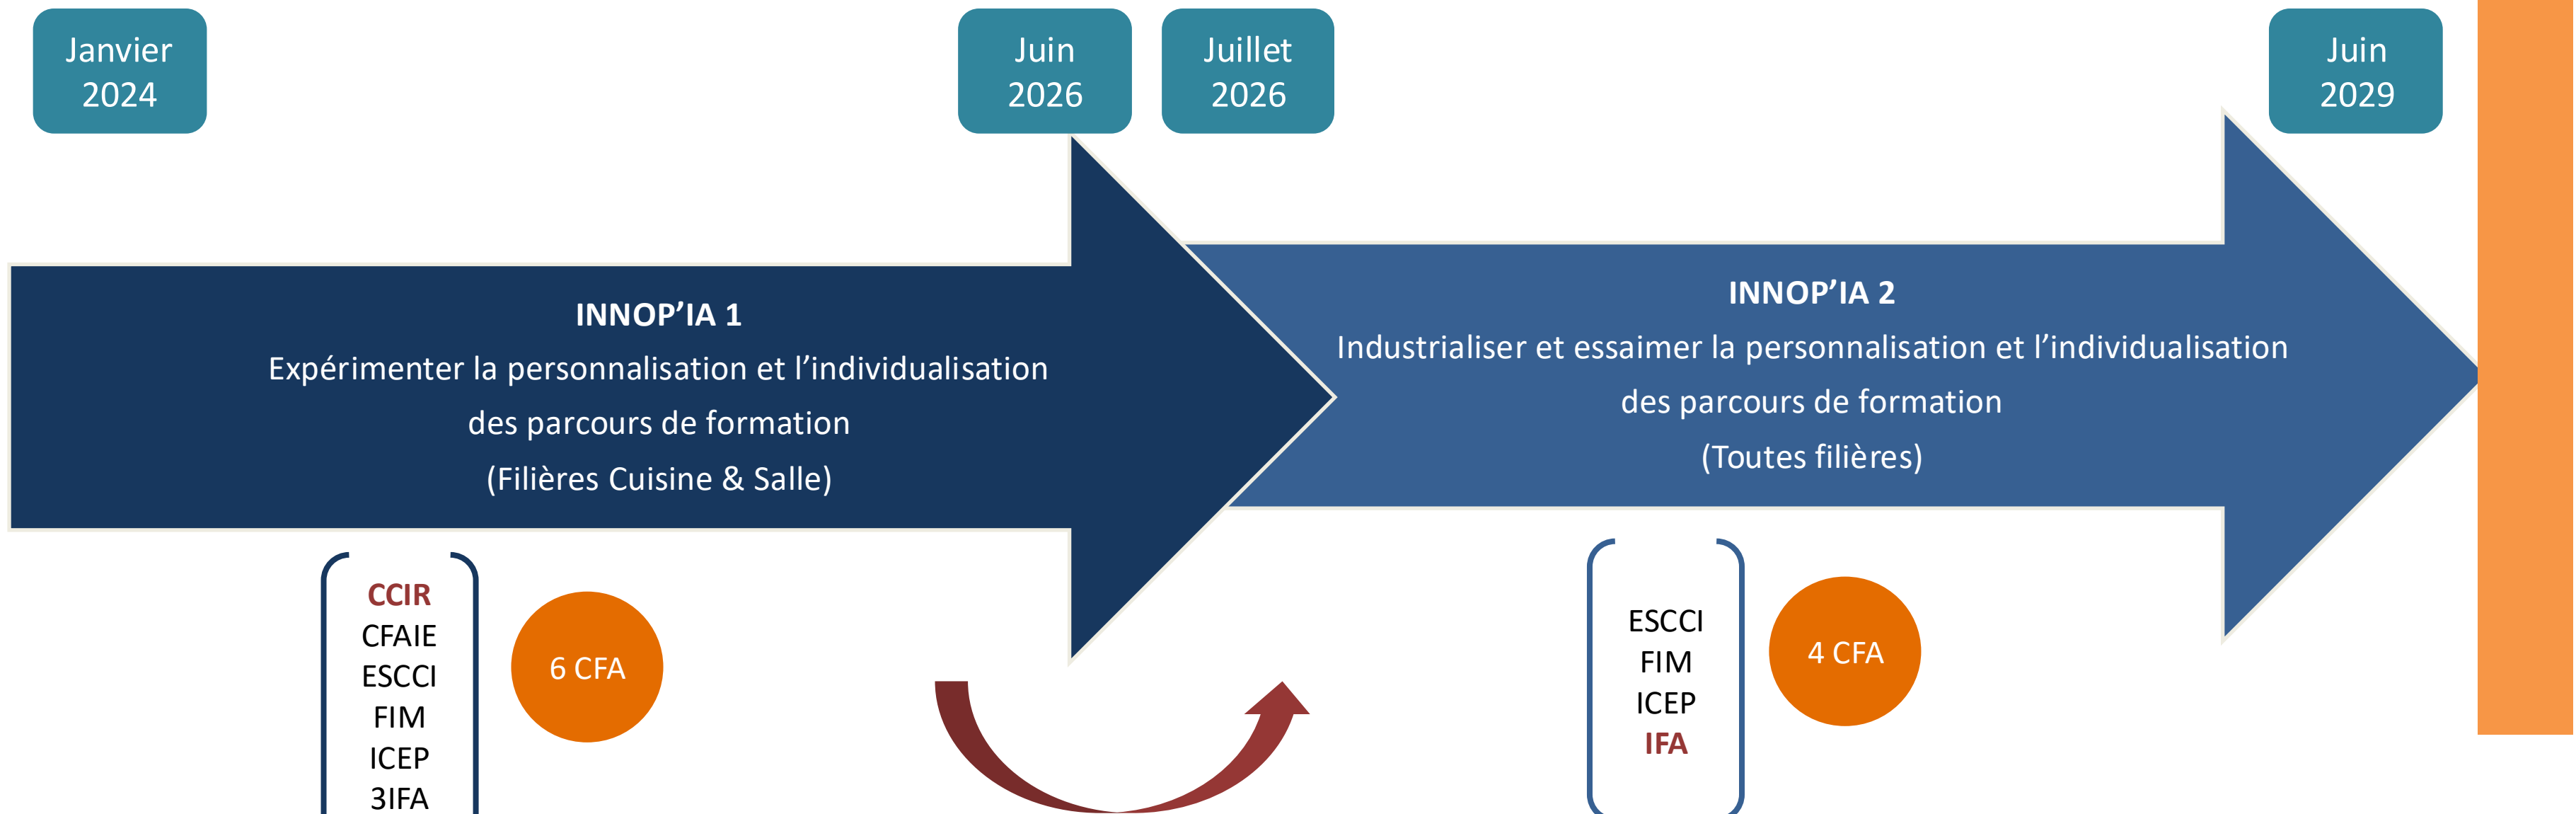 Janvier
2024
Juin
2026
Juillet
2026
Juin
2029
INNOP’IA 1
Expérimenter la personnalisation et l’individualisation
des parcours de formation
(Filières Cuisine & Salle)
INNOP’IA 2
Industrialiser et essaimer la personnalisation et l’individualisation
des parcours de formation
(Toutes filières)
CCIR
CFAIE
ESCCI
FIM
ICEP
3IFA
6 CFA
ESCCI
FIM
ICEP
IFA
4 CFA